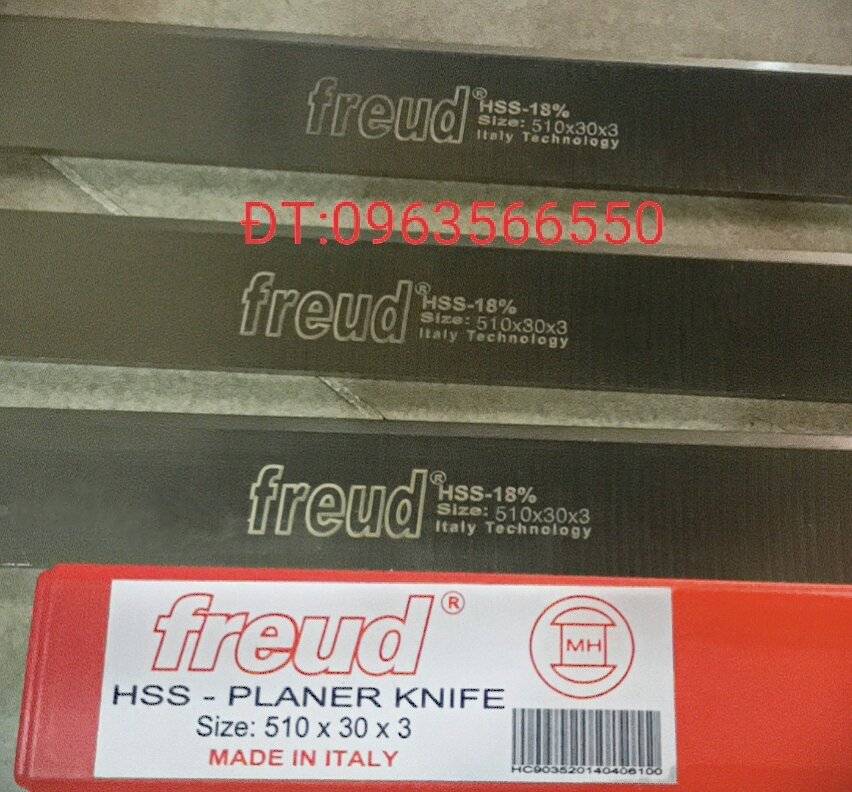 freud®
HSS-18%
Size: 510x30x3
Italy Technology
ĐT:0963566550
freud®
HSS-18%
Size: 510x30x3
Italy Technology
freud®
HSS-18%
Size: 510x30x3
Italy Technology
freud®
MH
HSS - PLANER KNIFE
Size: 510 x 30 x 3
MADE IN ITALY
HC903520140406100